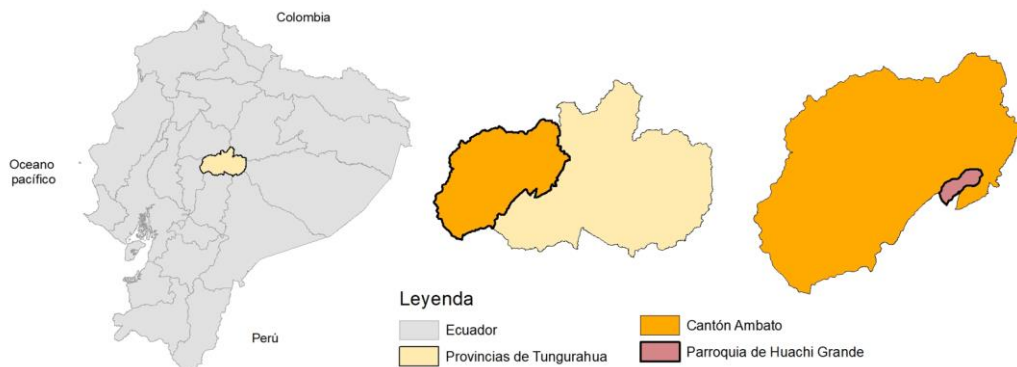 Colombia
Oceano
pacífico
Perú
Leyenda
Ecuador
Provincias de Tungurahua
Cantón Ambato
Parroquia de Huachi Grande